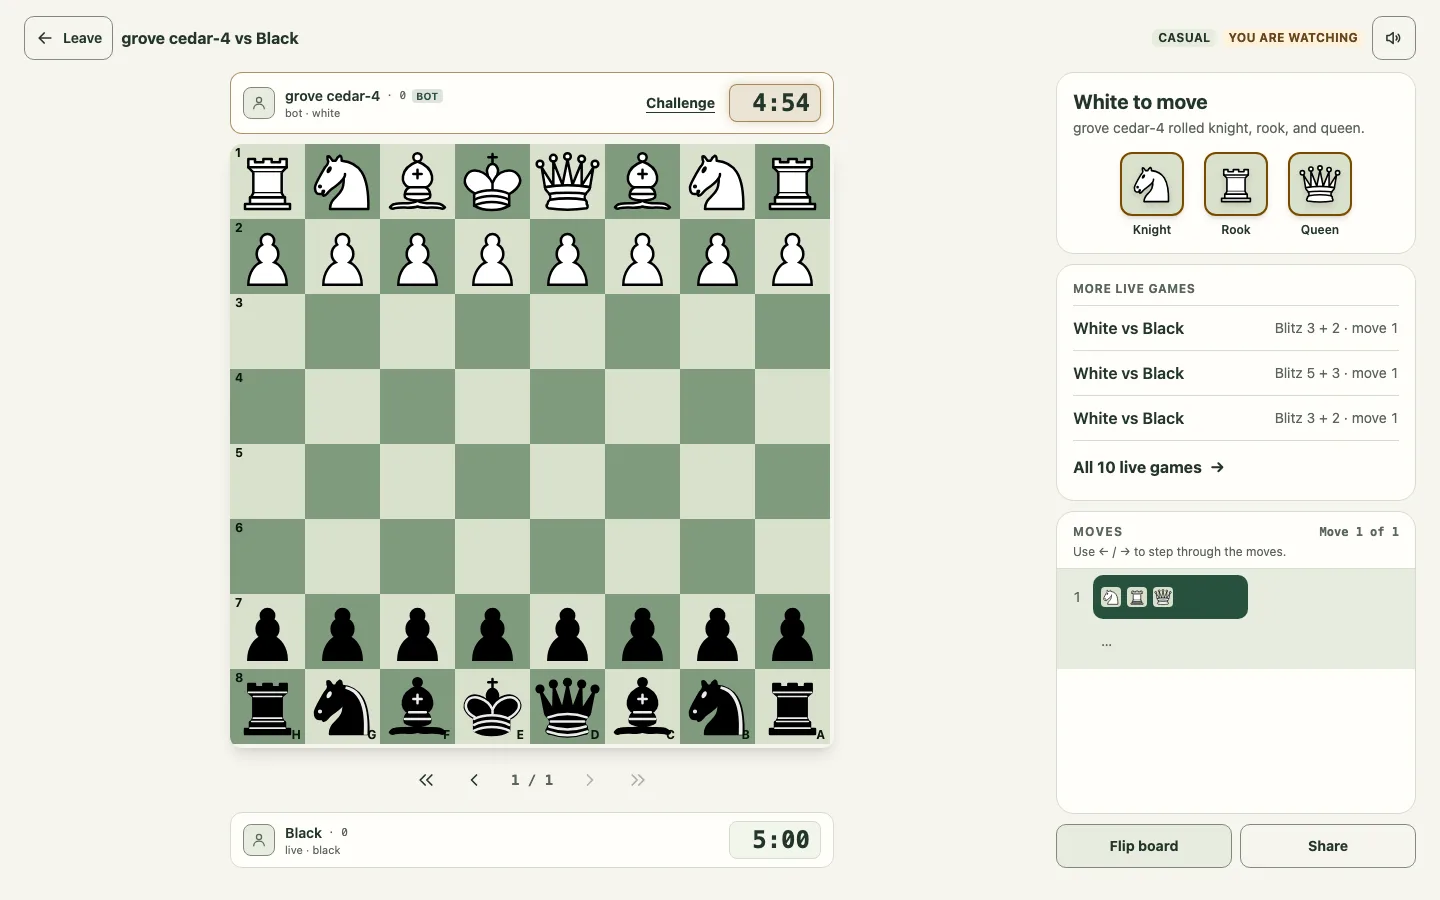 Leave
grove cedar-4 vs Black
CASUAL
YOU ARE WATCHING
grove cedar-4 · 0 BOT
bot · white
Challenge
4:54
1
2
3
4
5
6
7
8
H G F E D C B A
1 / 1
Black · 0
live · black
5:00
White to move
grove cedar-4 rolled knight, rook, and queen.
Knight Rook Queen
MORE LIVE GAMES
White vs Black Blitz 3 + 2 · move 1
White vs Black Blitz 5 + 3 · move 1
White vs Black Blitz 3 + 2 · move 1
All 10 live games →
MOVES Move 1 of 1
Use ← / → to step through the moves.
1
...
Flip board
Share